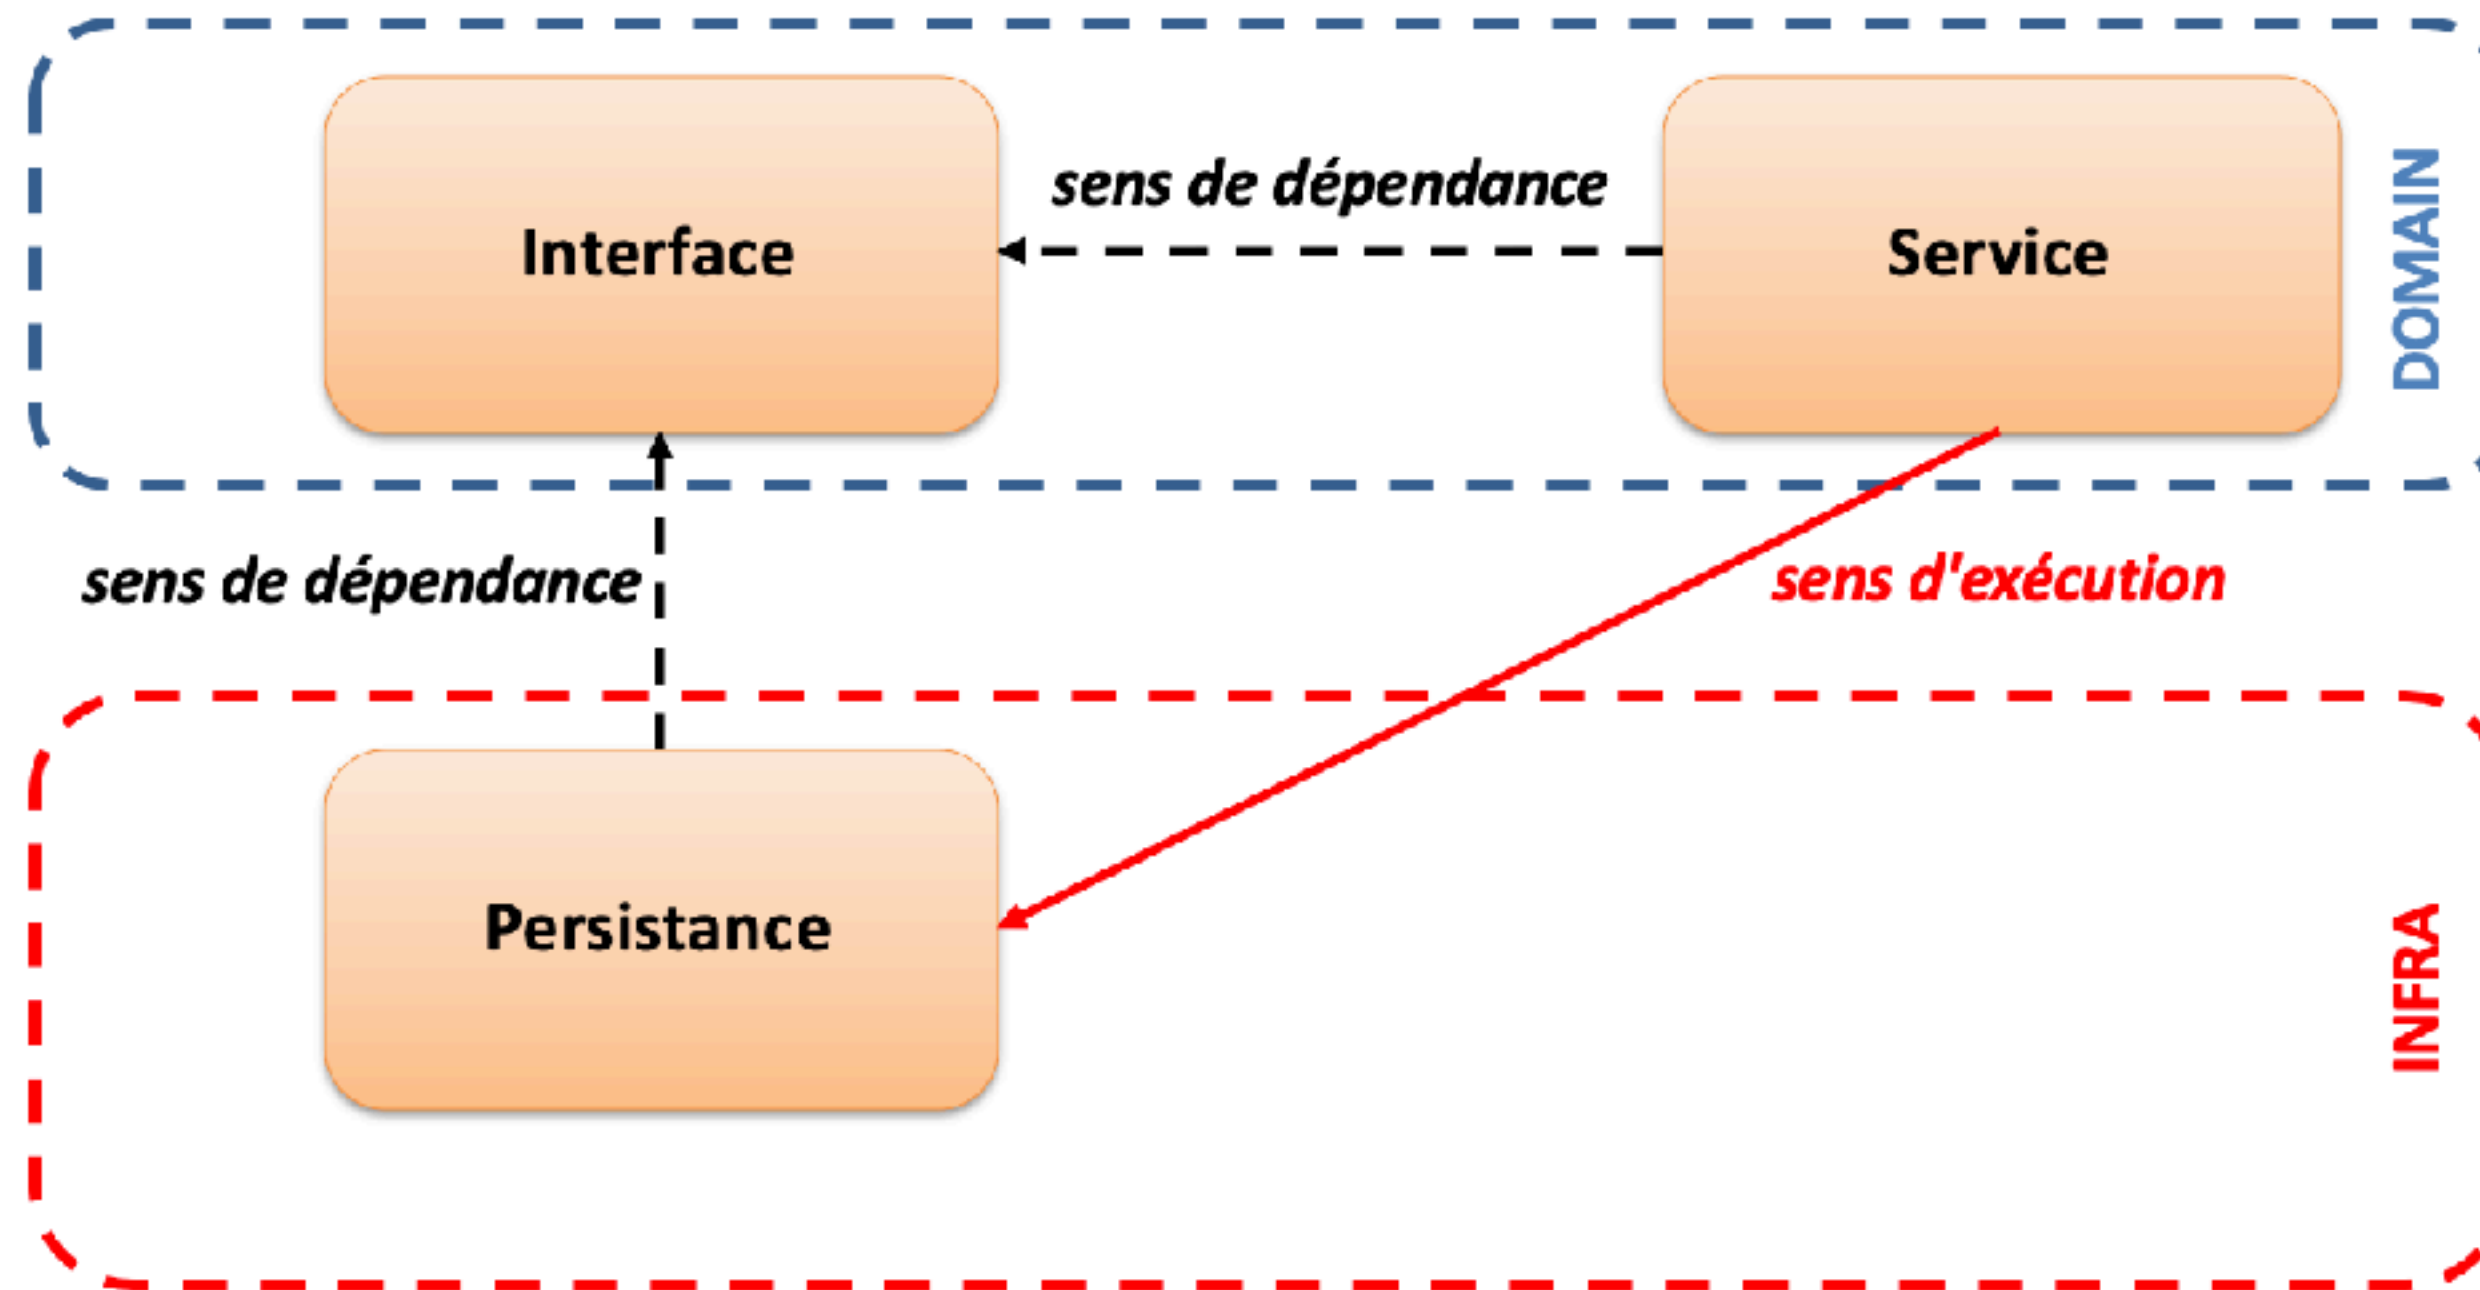 sens de dépendance
Interface
Service
DOMAIN
sens de dépendance
sens d'exécution
Persistance
INFRA